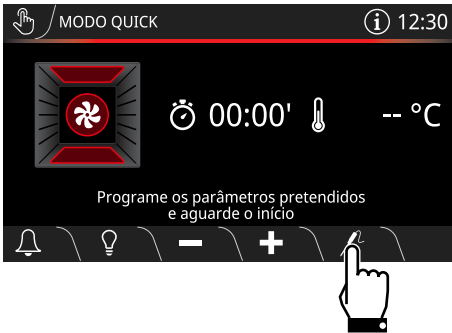 MODO QUICK
i 12:30
00:00' -- °C
Programe os parâmetros pretendidos
e aguarde o início